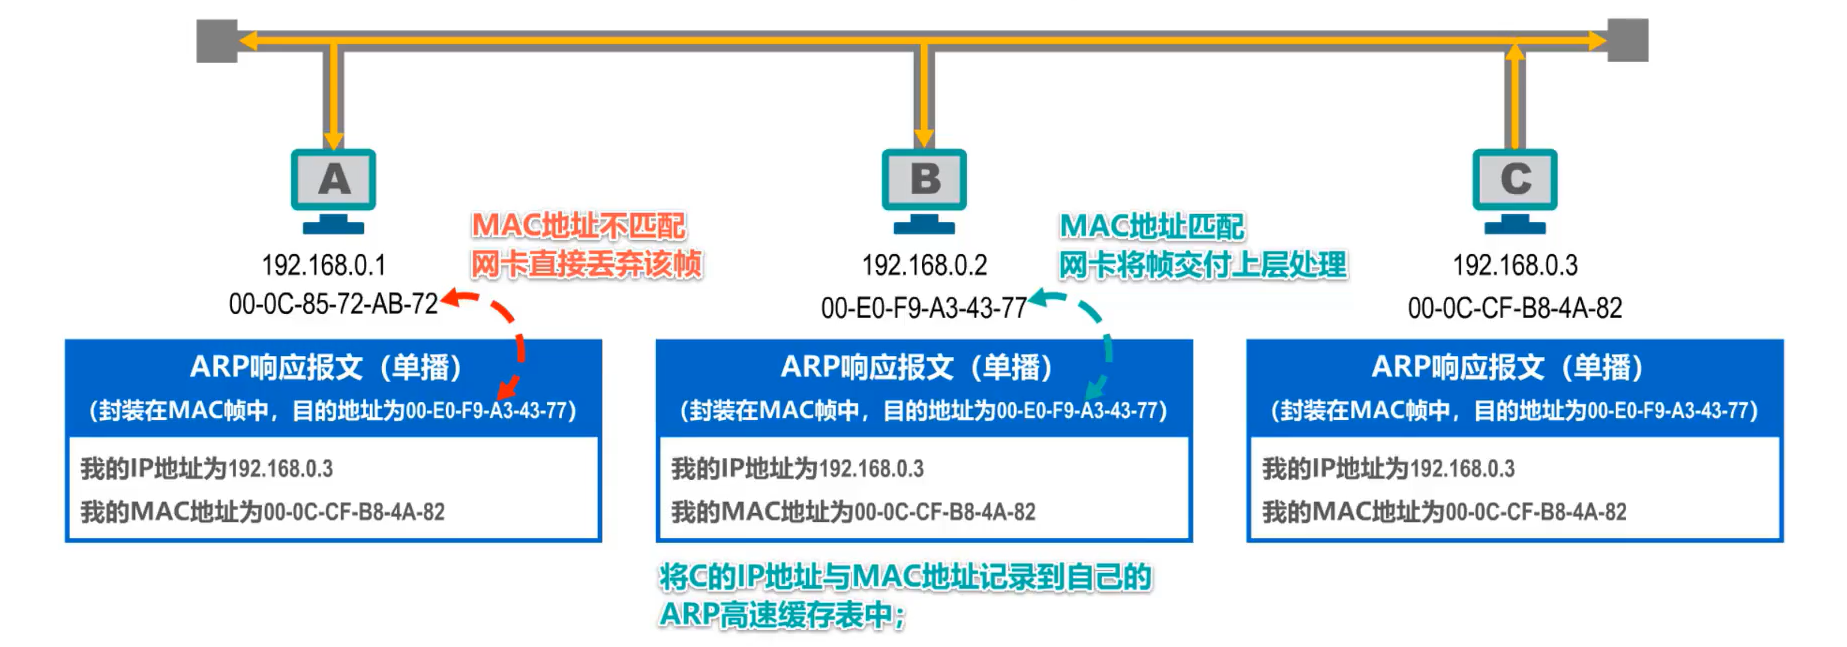 A
B
C
MAC地址不匹配
网卡直接丢弃该帧
MAC地址匹配
网卡将帧交付上层处理
192.168.0.1
192.168.0.2
192.168.0.3
00-0C-85-72-AB-72
00-E0-F9-A3-43-77
00-0C-CF-B8-4A-82
ARP响应报文（单播）
（封装在MAC帧中，目的地址为00-E0-F9-A3-43-77）
我的IP地址为192.168.0.3
我的MAC地址为00-0C-CF-B8-4A-82
ARP响应报文（单播）
（封装在MAC帧中，目的地址为00-E0-F9-A3-43-77）
我的IP地址为192.168.0.3
我的MAC地址为00-0C-CF-B8-4A-82
ARP响应报文（单播）
（封装在MAC帧中，目的地址为00-E0-F9-A3-43-77）
我的IP地址为192.168.0.3
我的MAC地址为00-0C-CF-B8-4A-82
将C的IP地址与MAC地址记录到自己的
ARP高速缓存表中；